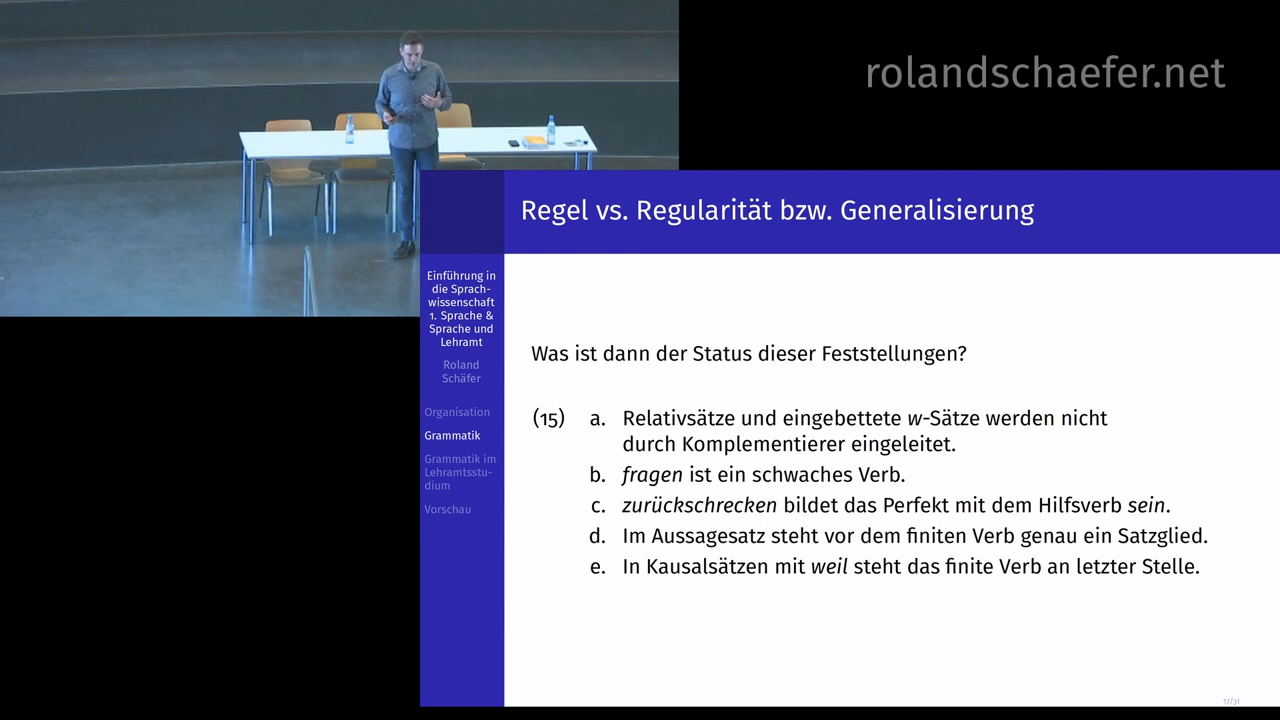 rolandschaefer.net
Regel vs. Regularität bzw. Generalisierung
Einführung in
die Sprach-
wissenschaft
1. Sprache &
Sprache und
Lehramt
Roland
Schäfer
Organisation
Grammatik
Grammatik im
Lehramtsstu-
dium
Vorschau
Was ist dann der Status dieser Feststellungen?
(15) a. Relativsätze und eingebettete w-Sätze werden nicht
durch Komplementierer eingeleitet.
b. fragen ist ein schwaches Verb.
c. zurückschrecken bildet das Perfekt mit dem Hilfsverb sein.
d. Im Aussagesatz steht vor dem finiten Verb genau ein Satzglied.
e. In Kausalsätzen mit weil steht das finite Verb an letzter Stelle.
17/31